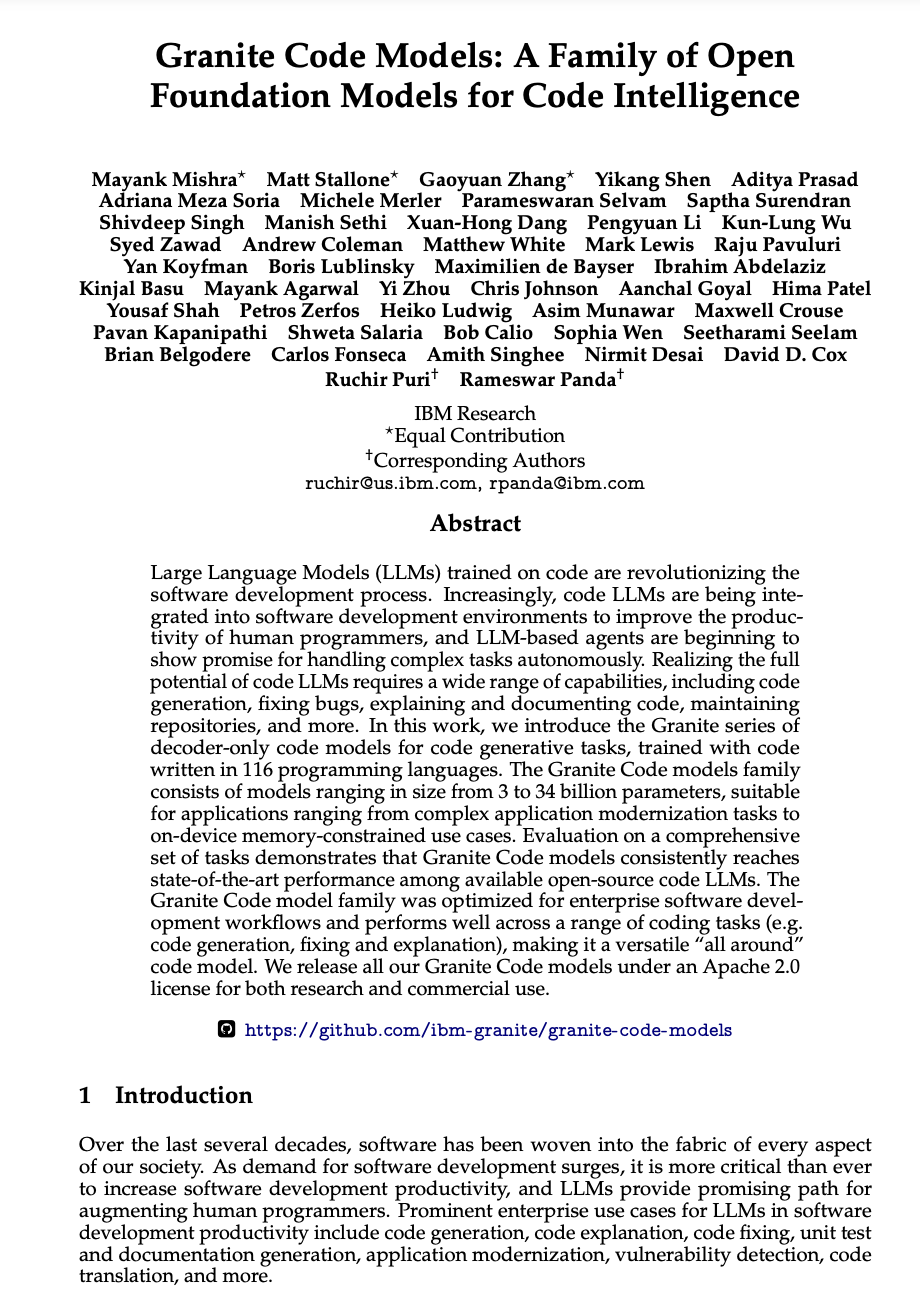 Granite Code Models: A Family of Open
Foundation Models for Code Intelligence
Mayank Mishra⋆ Matt Stallone⋆ Gaoyuan Zhang⋆ Yikang Shen Aditya Prasad
Adriana Meza Soria Michele Merler Parameswaran Selvam Saptha Surendran
Shivdeep Singh Manish Sethi Xuan-Hong Dang Pengyuan Li Kun-Lung Wu
Syed Zawad Andrew Coleman Matthew White Mark Lewis Raju Pavuluri
Yan Koyfman Boris Lublinsky Maximilien de Bayser Ibrahim Abdelaziz
Kinjal Basu Mayank Agarwal Yi Zhou Chris Johnson Aanchal Goyal Hima Patel
Yousaf Shah Petros Zerfos Heiko Ludwig Asim Munawar Maxwell Crouse
Pavan Kapanipathi Shweta Salaria Bob Calio Sophia Wen Seetharami Seelam
Brian Belgodere Carlos Fonseca Amith Singhee Nirmit Desai David D. Cox
Ruchir Puri† Rameswar Panda†
IBM Research
⋆Equal Contribution
†Corresponding Authors
ruchir@us.ibm.com, rpanda@ibm.com
Abstract
Large Language Models (LLMs) trained on code are revolutionizing the
software development process. Increasingly, code LLMs are being inte-
grated into software development environments to improve the produc-
tivity of human programmers, and LLM-based agents are beginning to
show promise for handling complex tasks autonomously. Realizing the full
potential of code LLMs requires a wide range of capabilities, including code
generation, fixing bugs, explaining and documenting code, maintaining
repositories, and more. In this work, we introduce the Granite series of
decoder-only code models for code generative tasks, trained with code
written in 116 programming languages. The Granite Code models family
consists of models ranging in size from 3 to 34 billion parameters, suitable
for applications ranging from complex application modernization tasks to
on-device memory-constrained use cases. Evaluation on a comprehensive
set of tasks demonstrates that Granite Code models consistently reaches
state-of-the-art performance among available open-source code LLMs. The
Granite Code model family was optimized for enterprise software devel-
opment workflows and performs well across a range of coding tasks (e.g.
code generation, fixing and explanation), making it a versatile “all around”
code model. We release all our Granite Code models under an Apache 2.0
license for both research and commercial use.
https://github.com/ibm-granite/granite-code-models
1 Introduction
Over the last several decades, software has been woven into the fabric of every aspect
of our society. As demand for software development surges, it is more critical than ever
to increase software development productivity, and LLMs provide promising path for
augmenting human programmers. Prominent enterprise use cases for LLMs in software
development productivity include code generation, code explanation, code fixing, unit test
and documentation generation, application modernization, vulnerability detection, code
translation, and more.